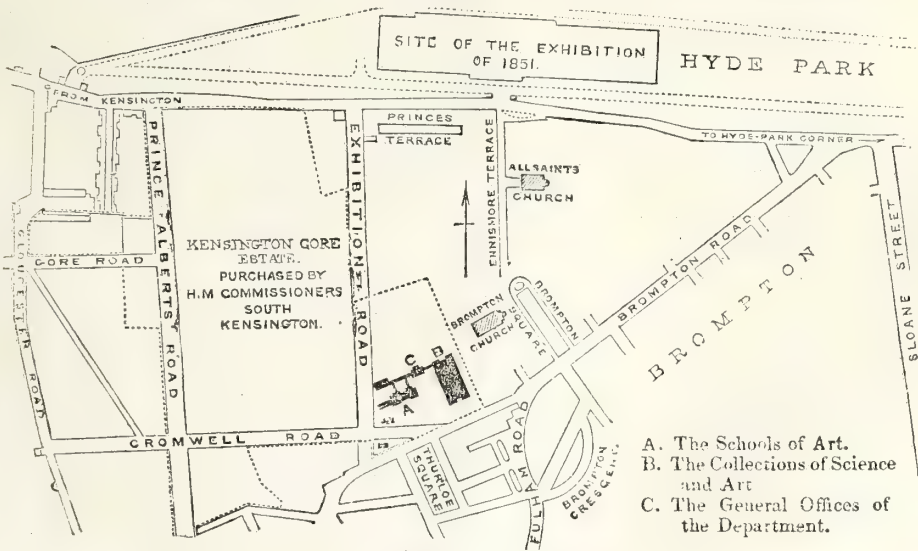 SITE OF THE EXHIBITION
OF 1851.
HYDE PARK
FROM KENSINGTON
PRINCES
TERRACE
TO HYDE-PARK CORNER
PRINCE ALBERTS ROAD
EXHIBITION ROAD
ENNISMORE TERRACE
ALL SAINTS
CHURCH
GLOUCESTER ROAD
GORE ROAD
KENSINGTON GORE
ESTATE.
PURCHASED BY
H.M COMMISSIONERS
SOUTH
KENSINGTON.
BROMPTON
CHURCH
BROMPTON
SQUARE
BROMPTON ROAD
BROMPTON
SLOANE STREET
C
B
A
CROMWELL ROAD
THURLOE
SQUARE
FULHAM ROAD
BROMPTON
CRESCENT.
A. The Schools of Art.
B. The Collections of Science
and Art
C. The General Offices of
the Department.